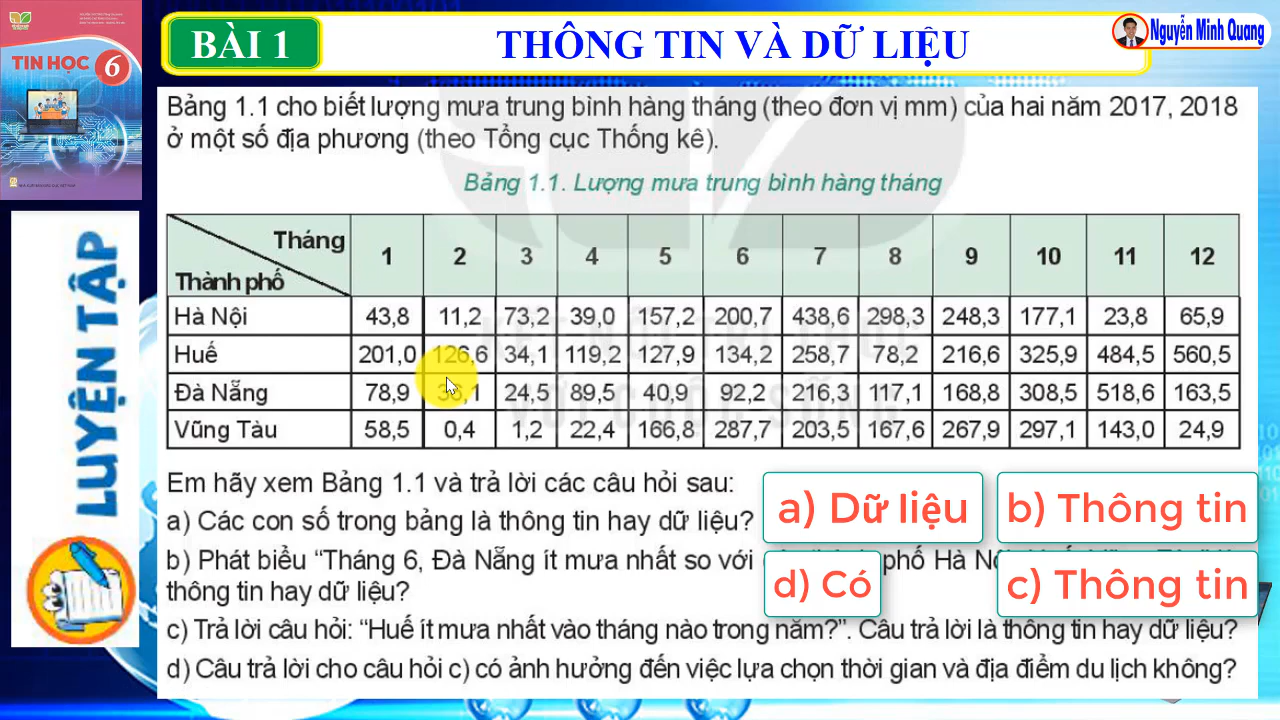 TIN HỌC 6
BÀI 1
THÔNG TIN VÀ DỮ LIỆU
Nguyễn Minh Quang
LUYỆN TẬP
Bảng 1.1 cho biết lượng mưa trung bình hàng tháng (theo đơn vị mm) của hai năm 2017, 2018
ở một số địa phương (theo Tổng cục Thống kê).
Bảng 1.1. Lượng mưa trung bình hàng tháng
Tháng
Thành phố
1 2 3 4 5 6 7 8 9 10 11 12
Hà Nội 43,8 11,2 73,2 39,0 157,2 200,7 438,6 298,3 248,3 177,1 23,8 65,9
Huế 201,0 126,6 34,1 119,2 127,9 134,2 258,7 78,2 216,6 325,9 484,5 560,5
Đà Nẵng 78,9 24,5 89,5 40,9 92,2 216,3 117,1 168,8 308,5 518,6 163,5
Vũng Tàu 58,5 0,4 1,2 22,4 166,8 287,7 203,5 167,6 267,9 297,1 143,0 24,9
KẾT NỐI TRI THỨC
VỚI CUỘC SỐNG
Em hãy xem Bảng 1.1 và trả lời các câu hỏi sau:
a) Các con số trong bảng là thông tin hay dữ liệu?
a) Dữ liệu
b) Thông tin
b) Phát biểu “Tháng 6, Đà Nẵng ít mưa nhất so với phố Hà
thông tin hay dữ liệu?
d) Có
c) Thông tin
c) Trả lời câu hỏi: “Huế ít mưa nhất vào tháng nào trong năm?”. Câu trả lời là thông tin hay dữ liệu?
d) Câu trả lời cho câu hỏi c) có ảnh hưởng đến việc lựa chọn thời gian và địa điểm du lịch không?